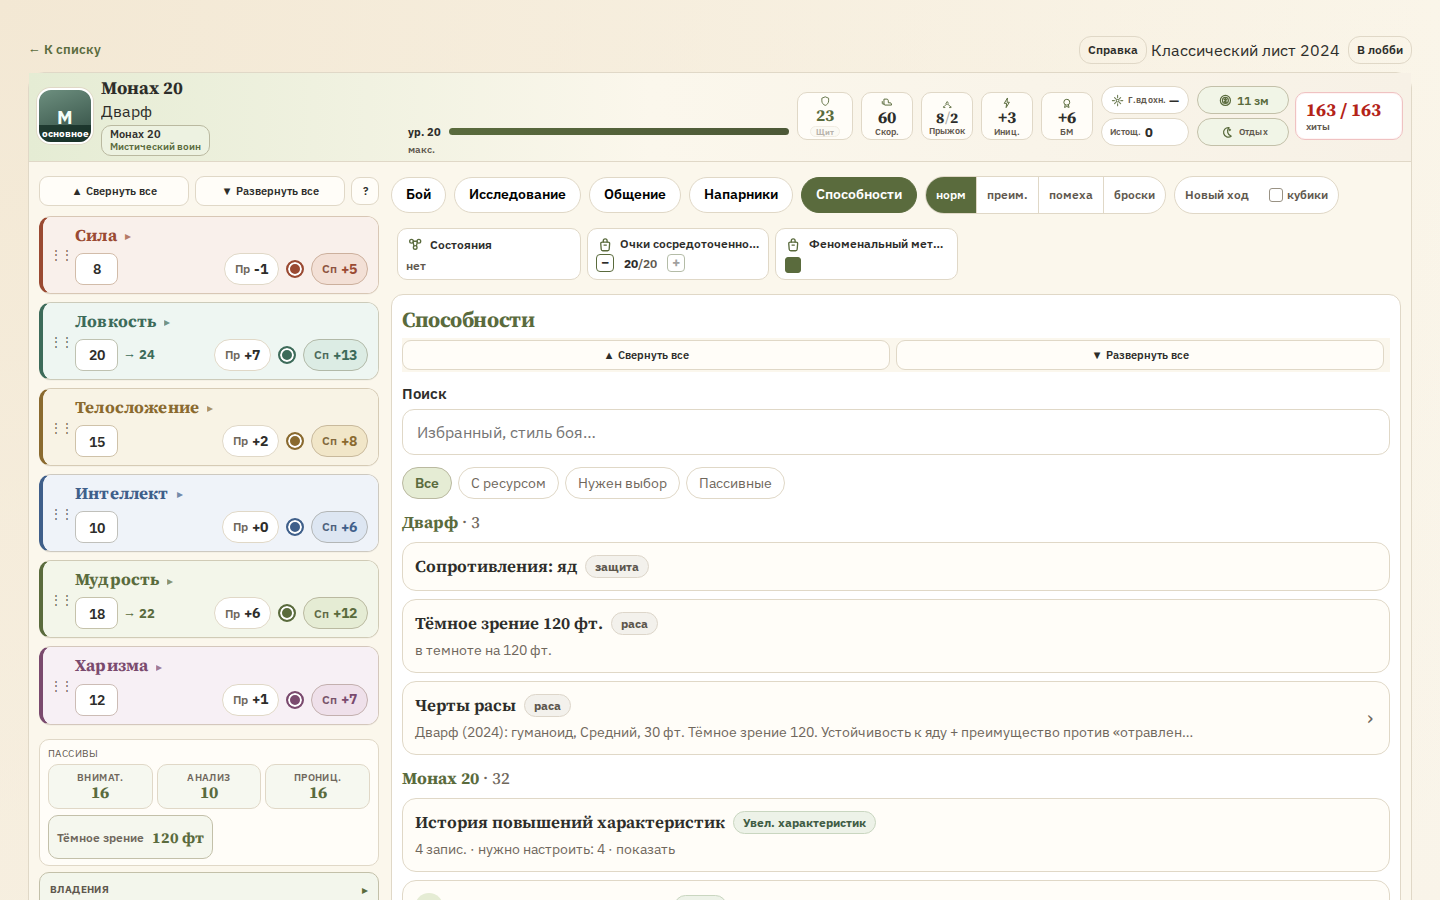 ← К списку
Справка Классический лист 2024 В лобби
М
основное
Монах 20
Дварф
Монах 20
Мистический воин
ур. 20
макс.
23
Щит
60
Скор.
8/2
Прыжок
+3
Иниц.
+6
БМ
Г.вдохн. —
Истощ. 0
11 зм
Отдых
163 / 163
хиты
▲ Свернуть все ▼ Развернуть все ?
Сила ▸
8 Пр -1 Сп +5
Ловкость ▸
20 → 24 Пр +7 Сп +13
Телосложение ▸
15 Пр +2 Сп +8
Интеллект ▸
10 Пр +0 Сп +6
Мудрость ▸
18 → 22 Пр +6 Сп +12
Харизма ▸
12 Пр +1 Сп +7
ПАССИВЫ
ВНИМАТ. АНАЛИЗ ПРОНИЦ.
16 10 16
Тёмное зрение 120 фт
ВЛАДЕНИЯ ▸
Бой Исследование Общение Напарники Способности норм преим. помеха броски Новый ход кубики
Состояния
нет
Очки сосредоточенно...
− 20/20 +
Феноменальный мет...
Способности
▲ Свернуть все ▼ Развернуть все
Поиск
Избранный, стиль боя...
Все С ресурсом Нужен выбор Пассивные
Дварф · 3
Сопротивления: яд защита
Тёмное зрение 120 фт. раса
в темноте на 120 фт.
Черты расы раса
Дварф (2024): гуманоид, Средний, 30 фт. Тёмное зрение 120. Устойчивость к яду + преимущество против «отравлен... ›
Монах 20 · 32
История повышений характеристик Увел. характеристик
4 запис. · нужно настроить: 4 · показать